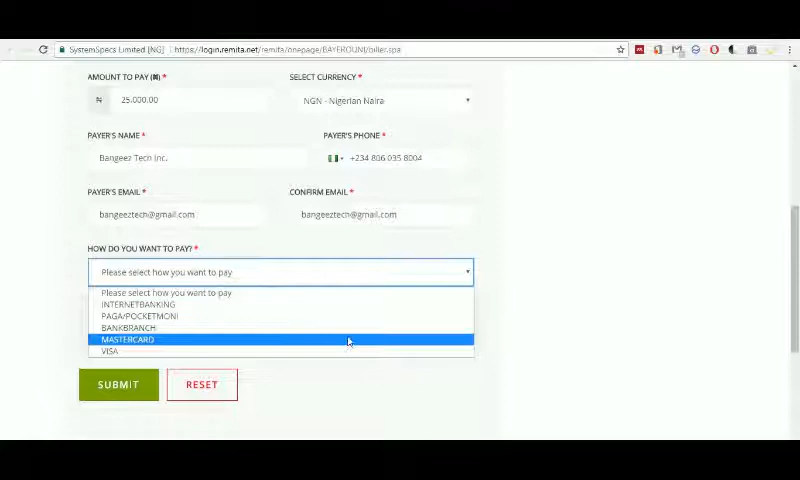 SystemSpecs Limited [NG] https://login.remita.net/remita/onepage/BAYEROUNI/biller.spa
AMOUNT TO PAY (₦) * SELECT CURRENCY *
₦ 25,000.00 NGN - Nigerian Naira
PAYER'S NAME * PAYER'S PHONE *
Bangeez Tech Inc. +234 806 035 8004
PAYER'S EMAIL * CONFIRM EMAIL *
bangeeztech@gmail.com bangeeztech@gmail.com
HOW DO YOU WANT TO PAY? *
Please select how you want to pay
Please select how you want to pay
INTERNETBANKING
PAGA/POCKETMONI
BANKBRANCH
MASTERCARD
VISA
SUBMIT RESET